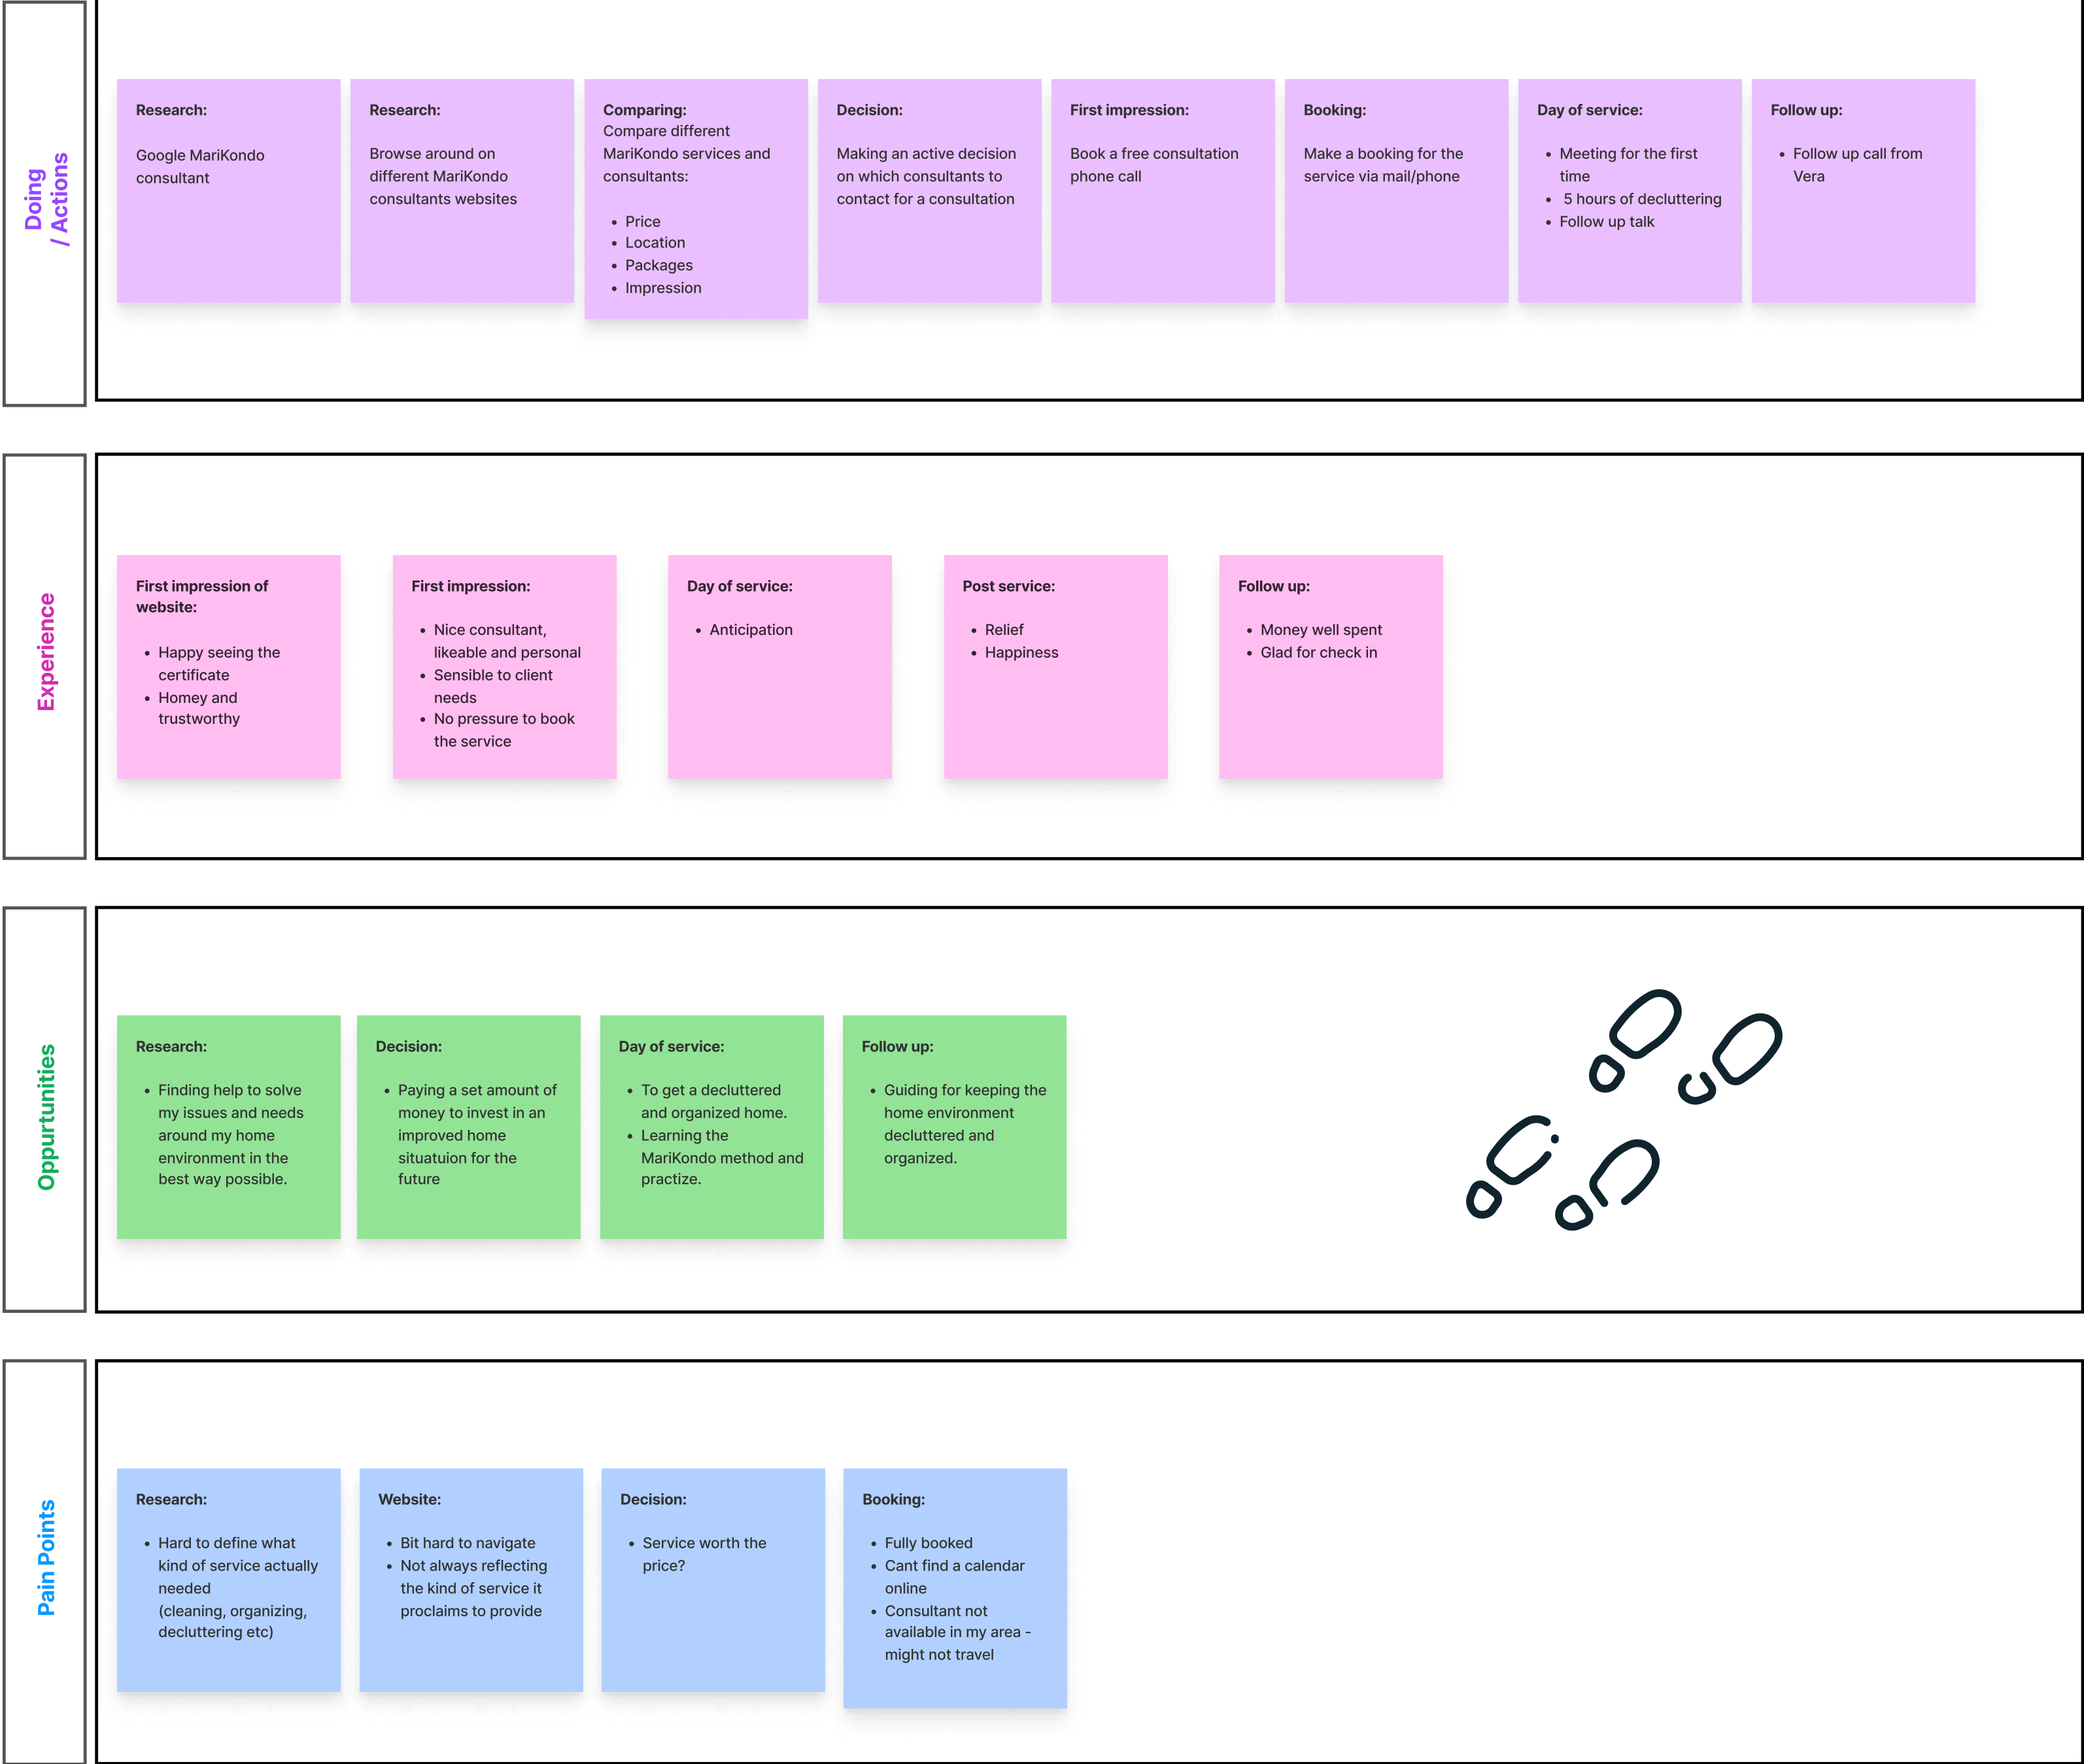 Doing
/ Actions
Research:
Google MariKondo
consultant
Research:
Browse around on
different MariKondo
consultants websites
Comparing:
Compare different
MariKondo services and
consultants:
• Price
• Location
• Packages
• Impression
Decision:
Making an active decision
on which consultants to
contact for a consultation
First impression:
Book a free consultation
phone call
Booking:
Make a booking for the
service via mail/phone
Day of service:
• Meeting for the first
time
• 5 hours of decluttering
• Follow up talk
Follow up:
• Follow up call from
Vera
Experience
First impression of
website:
• Happy seeing the
certificate
• Homey and
trustworthy
First impression:
• Nice consultant,
likeable and personal
• Sensible to client
needs
• No pressure to book
the service
Day of service:
• Anticipation
Post service:
• Relief
• Happiness
Follow up:
• Money well spent
• Glad for check in
Oppurtunities
Research:
• Finding help to solve
my issues and needs
around my home
environment in the
best way possible.
Decision:
• Paying a set amount of
money to invest in an
improved home
situatuion for the
future
Day of service:
• To get a decluttered
and organized home.
• Learning the
MariKondo method and
practize.
Follow up:
• Guiding for keeping the
home environment
decluttered and
organized.
Pain Points
Research:
• Hard to define what
kind of service actually
needed
(cleaning, organizing,
decluttering etc)
Website:
• Bit hard to navigate
• Not always reflecting
the kind of service it
proclaims to provide
Decision:
• Service worth the
price?
Booking:
• Fully booked
• Cant find a calendar
online
• Consultant not
available in my area -
might not travel